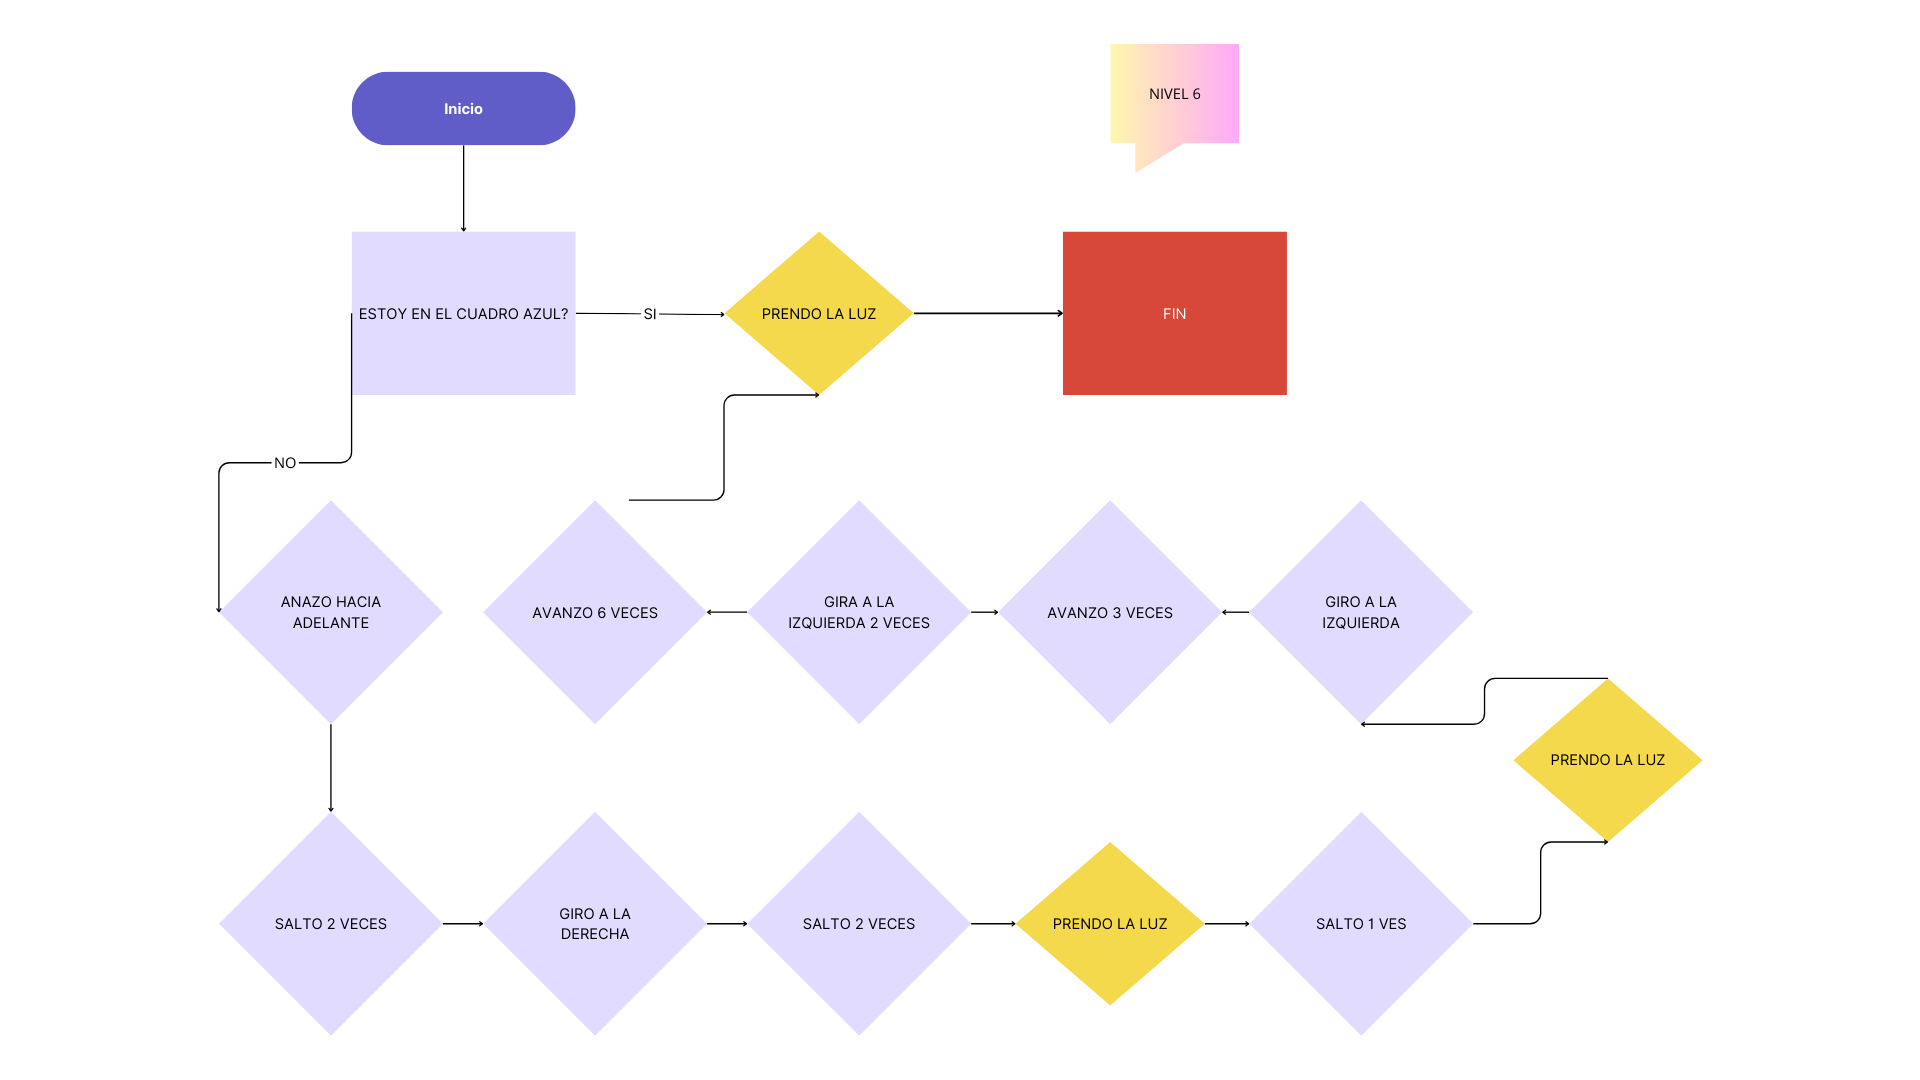 Inicio
NIVEL 6
ESTOY EN EL CUADRO AZUL?
SI
PRENDO LA LUZ
FIN
NO
ANAZO HACIA
ADELANTE
AVANZO 6 VECES
GIRA A LA
IZQUIERDA 2 VECES
AVANZO 3 VECES
GIRO A LA
IZQUIERDA
PRENDO LA LUZ
SALTO 2 VECES
GIRO A LA
DERECHA
SALTO 2 VECES
PRENDO LA LUZ
SALTO 1 VES